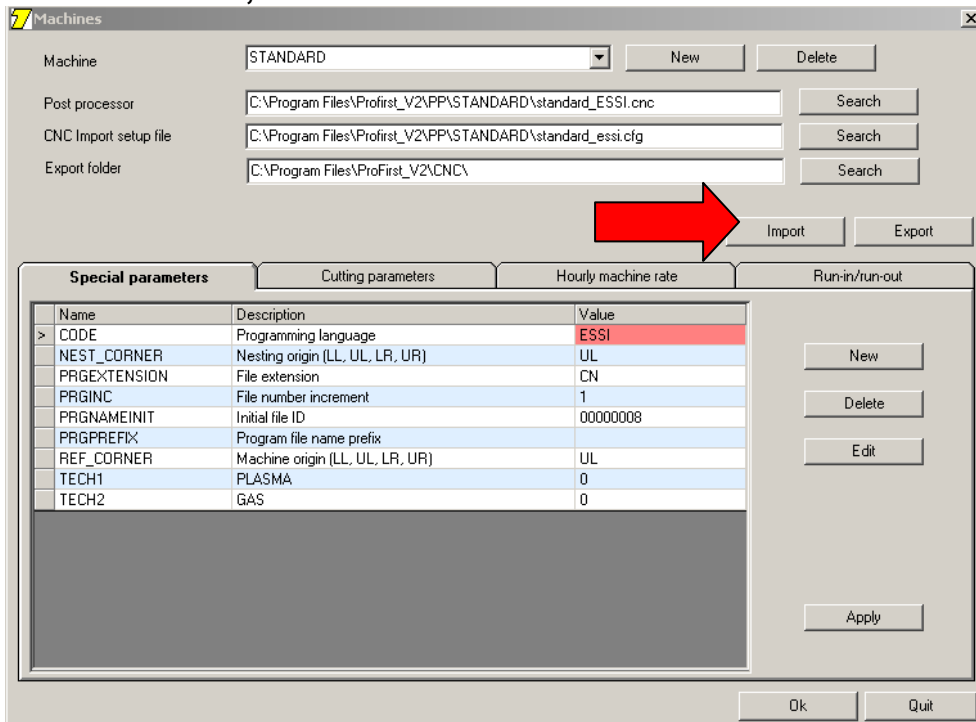 Machines
Machine STANDARD New Delete
Post processor C:\Program Files\Profirst_V2\PP\STANDARD\standard_ESSI.cnc Search
CNC Import setup file C:\Program Files\Profirst_V2\PP\STANDARD\standard_essi.cfg Search
Export folder C:\Program Files\ProFirst_V2\CNC\ Search
Import Export
Special parameters Cutting parameters Hourly machine rate Run-in/run-out
Name Description Value
> CODE Programming language ESSI
NEST_CORNER Nesting origin (LL, UL, LR, UR) UL
New
PRGEXTENSION File extension CN
PRGINC File number increment 1
Delete
PRGNAMEINIT Initial file ID 00000008
PRGPREFIX Program file name prefix
Edit
REF_CORNER Machine origin (LL, UL, LR, UR) UL
TECH1 PLASMA 0
TECH2 GAS 0
Apply
Ok Quit